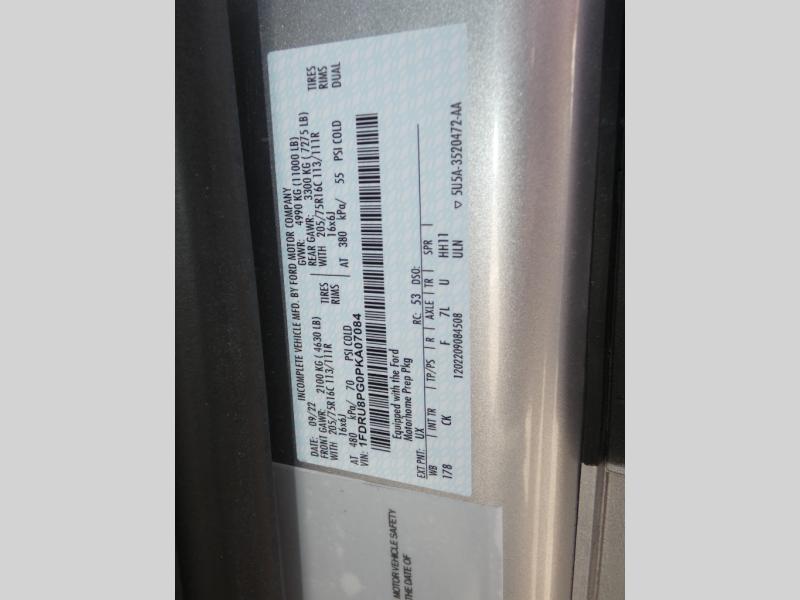 INCOMPLETE VEHICLE MFD. BY FORD MOTOR COMPANY
DATE: 09/22 GVWR: 4990 KG (11000 LB)
FRONT GAWR: 2100 KG (4630 LB) REAR GAWR: 3300 KG (7275 LB)
WITH 205/75R16C 113/111R TIRES WITH 205/75R16C 113/111R TIRES
16x6J RIMS 16x6J RIMS
AT 480 kPa/ 70 PSI COLD AT 380 kPa/ 55 PSI COLD DUAL
VIN: 1FDRU8PG0PKA07084
Equipped with the Ford
Motorhome Prep Pkg
EXT PNT: UX RC: 53 DSO:
WB INT TR TP/PS R AXLE TR SPR
178 CK F 7L U HH11
ULN
1202209084508 ▽ 5U5A-3520472-AA
MOTOR VEHICLE SAFETY
THE DATE OF